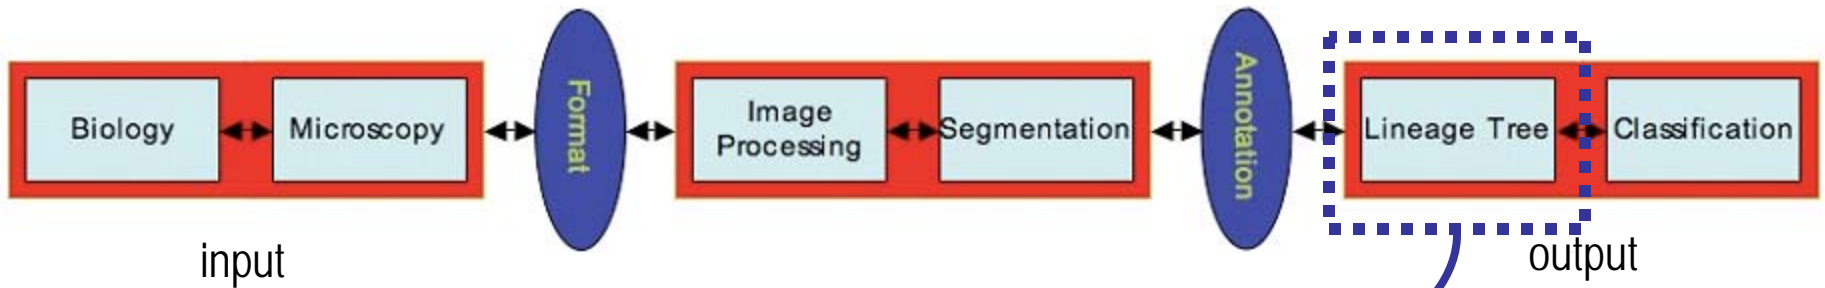 Biology
Microscopy
Format
Image
Processing
Segmentation
Annotation
Lineage Tree
Classification
input
output